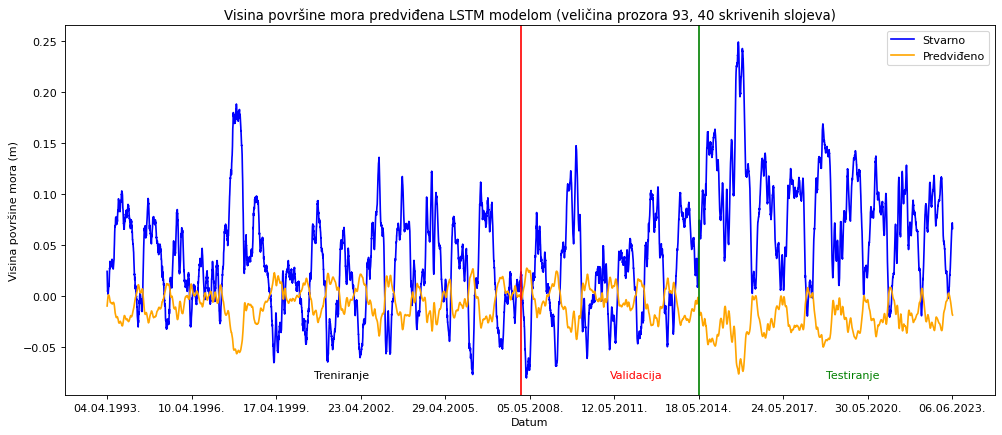 Visina površine mora predviđena LSTM modelom (veličina prozora 93, 40 skrivenih slojeva)
Stvarno
Predviđeno
0.25
0.20
0.15
0.10
0.05
0.00
−0.05
Visina površine mora (m)
Treniranje
Validacija
Testiranje
04.04.1993.
10.04.1996.
17.04.1999.
23.04.2002.
29.04.2005.
05.05.2008.
12.05.2011.
18.05.2014.
24.05.2017.
30.05.2020.
06.06.2023.
Datum